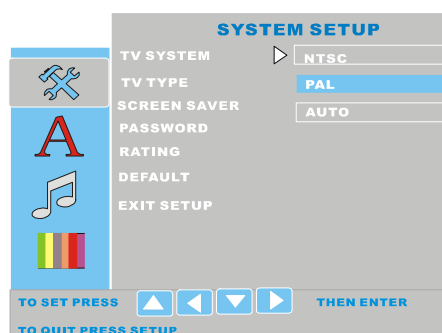 SYSTEM SETUP
TV SYSTEM
NTSC
TV TYPE
PAL
SCREEN SAVER
AUTO
PASSWORD
RATING
DEFAULT
EXIT SETUP
A
TO SET PRESS THEN ENTER
TO QUIT PRESS SETUP